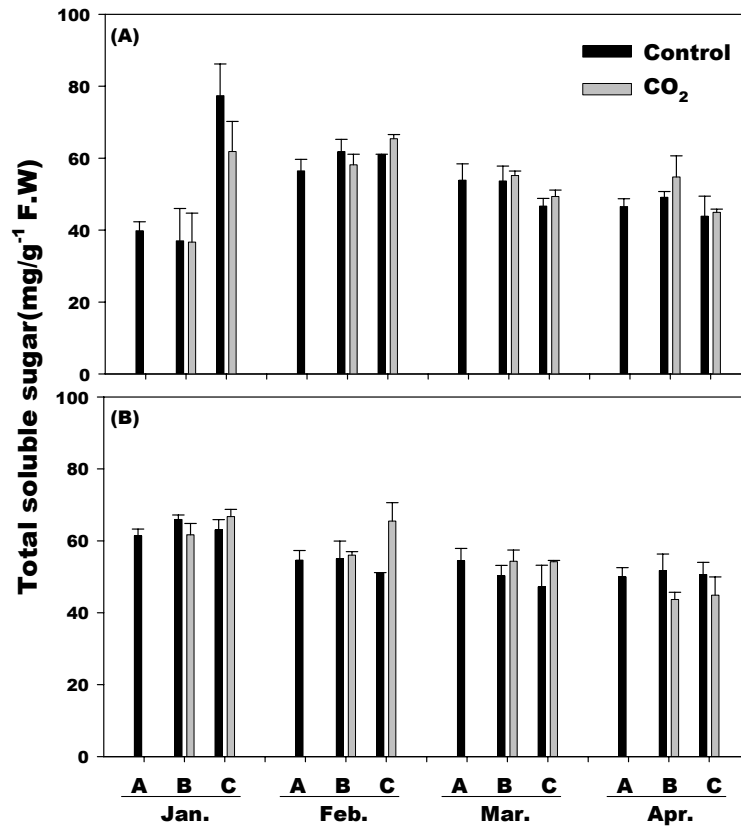 Total soluble sugar(mg/g⁻¹ F.W)
(A)
100
80
60
40
20
0
Control
CO₂
(B)
100
80
60
40
20
0
A B C A B C A B C A B C
Jan. Feb. Mar. Apr.